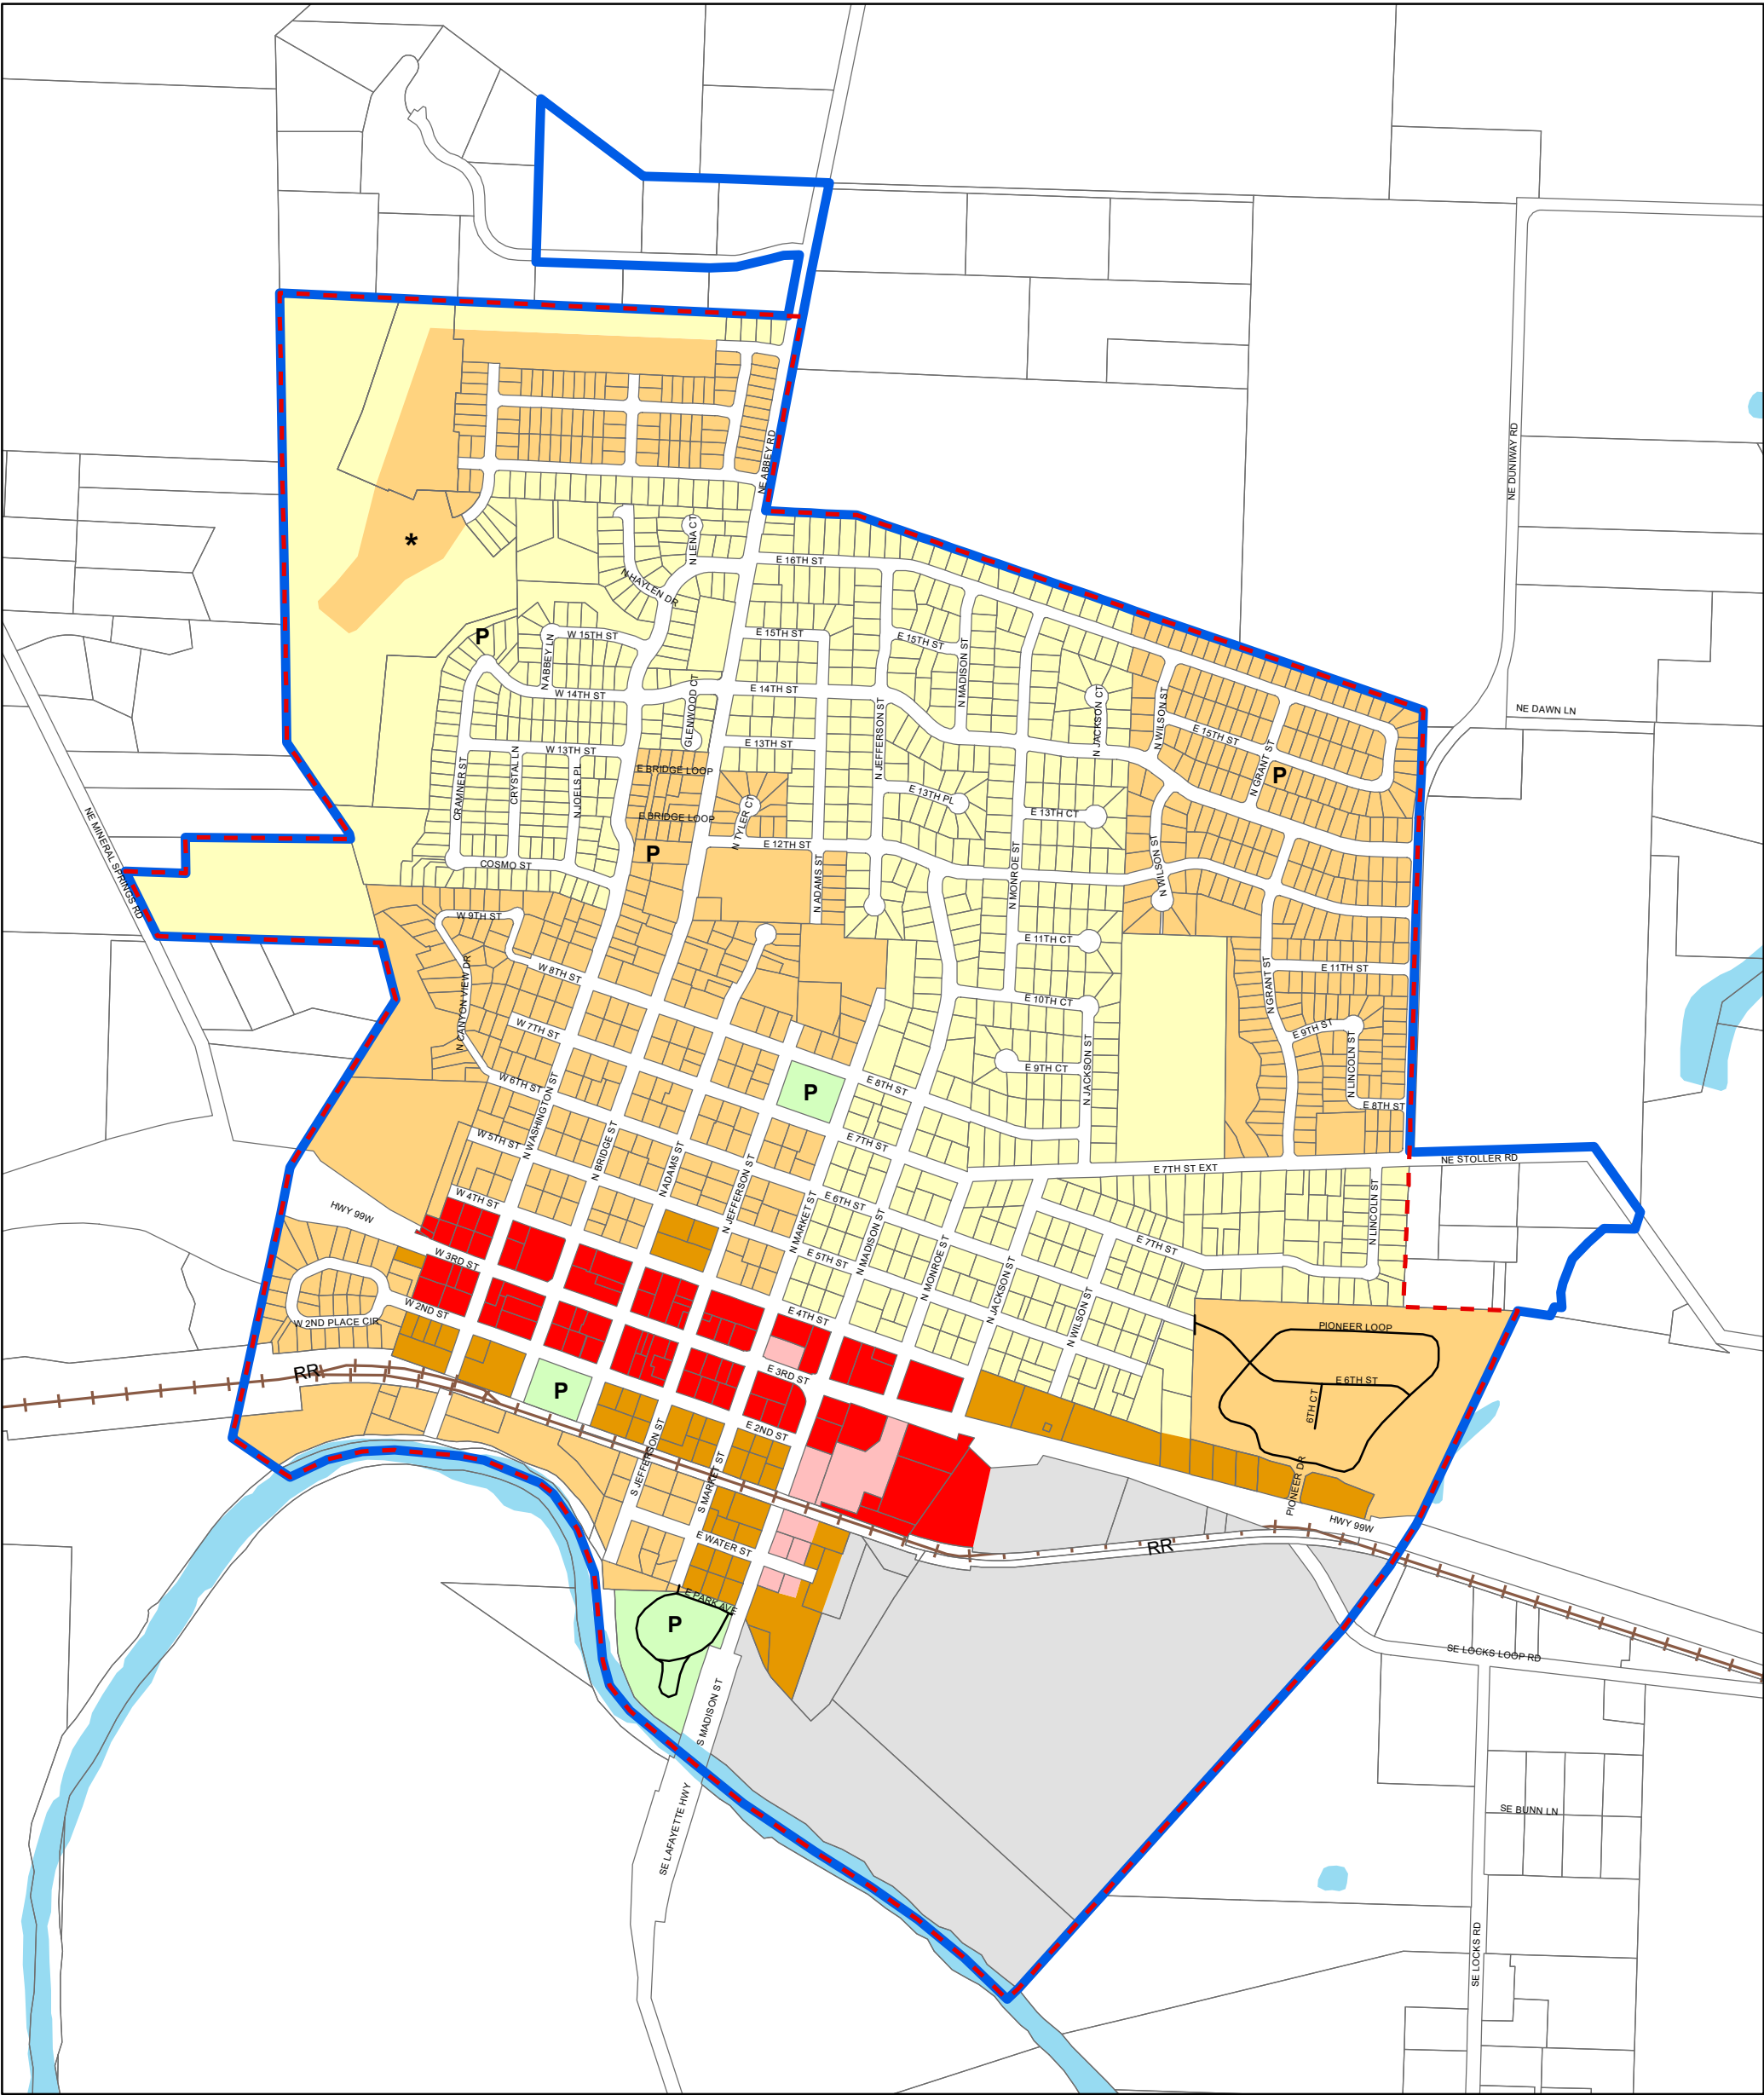 NE ABBEY RD
NE DUNIWAY RD
*
N LENA CT
E 16TH ST
N HAYLEN DR
P
W 15TH ST
E 15TH ST
E 15TH ST
N ABBEY LN
N MADISON ST
W 14TH ST
GLENWOOD CT
E 14TH ST
N JEFFERSON ST
N JACKSON CT
N WILSON ST
E 15TH ST
NE DAWN LN
W 13TH ST
E 13TH ST
N GRANT ST
P
CRAMNER ST
CRYSTAL LN
N JOELS PL
E BRIDGE LOOP
E BRIDGE LOOP
N TYLER CT
E 13TH PL
E 13TH CT
NE MINERAL SPRINGS RD
COSMO ST
P
E 12TH ST
N ADAMS ST
N MONROE ST
N WILSON ST
W 9TH ST
E 11TH CT
W 8TH ST
E 11TH ST
N CANYON VIEW DR
N GRANT ST
E 10TH CT
W 7TH ST
E 9TH ST
N LINCOLN ST
E 9TH CT
N JACKSON ST
W 6TH ST
P
E 8TH ST
E 8TH ST
N WASHINGTON ST
W 5TH ST
N BRIDGE ST
N ADAMS ST
N JEFFERSON ST
E 7TH ST
E 7TH ST EXT
NE STOLLER RD
W 4TH ST
E 6TH ST
N MARKET ST
N MADISON ST
N LINCOLN ST
HWY 99W
E 5TH ST
N MONROE ST
E 7TH ST
W 3RD ST
N JACKSON ST
N WILSON ST
W 2ND ST
E 4TH ST
W 2ND PLACE CIR
PIONEER LOOP
RR
P
E 3RD ST
E 6TH ST
6TH CT
E 2ND ST
S JEFFERSON ST
S MARKET ST
PIONEER DR
HWY 99W
E WATER ST
RR
E PARK AVE
P
SE LOCKS LOOP RD
S MADISON ST
SE LAFAYETTE HWY
SE BUNN LN
SE LOCKS RD